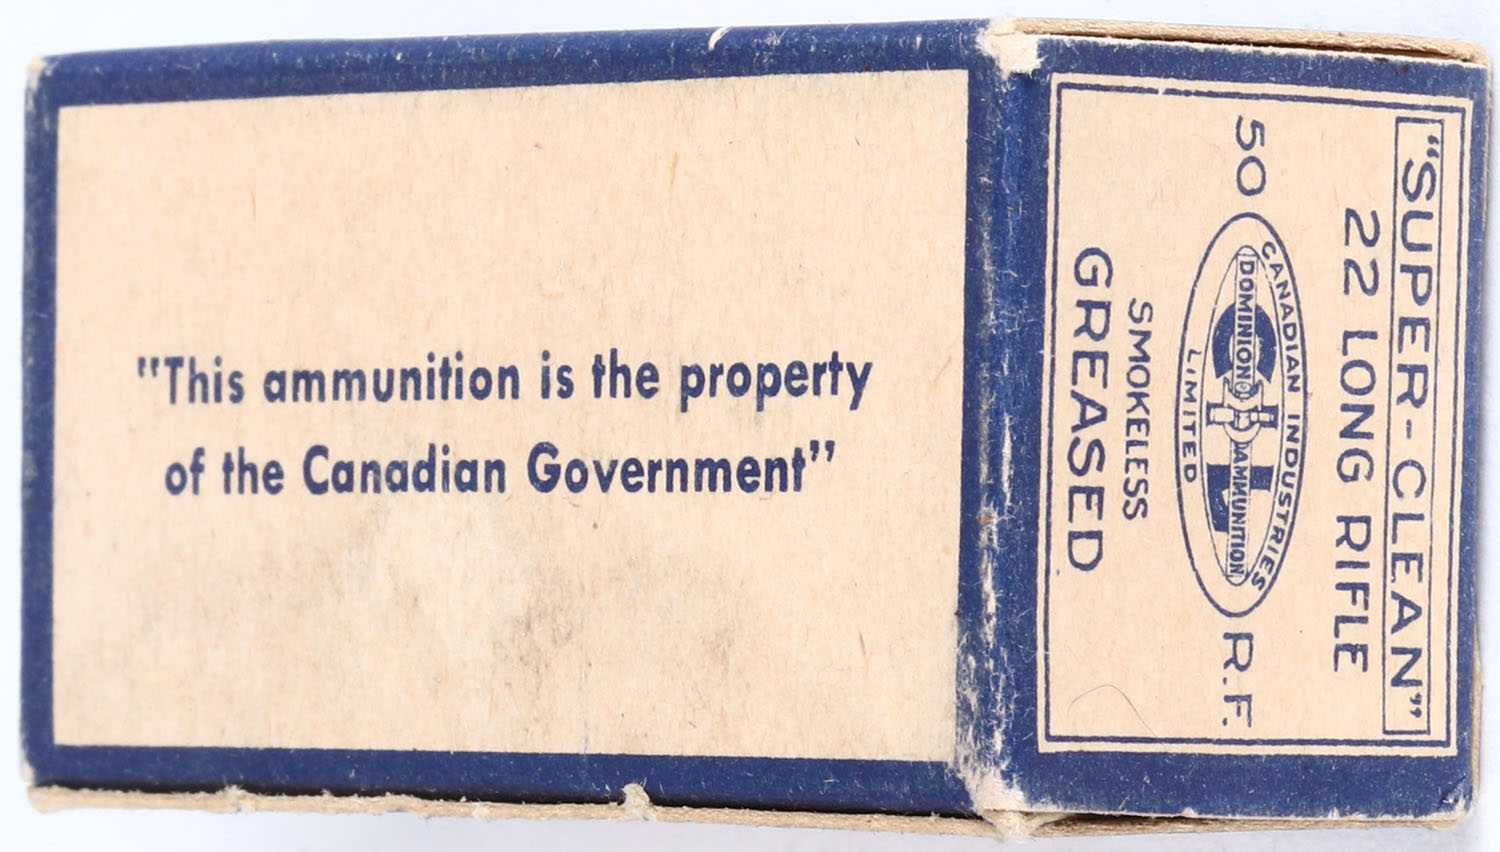 "This ammunition is the property
of the Canadian Government"
"SUPER-CLEAN"
22 LONG RIFLE
50
CANADIAN INDUSTRIES
DOMINION AMMUNITION
LIMITED
R.F.
SMOKELESS
GREASED